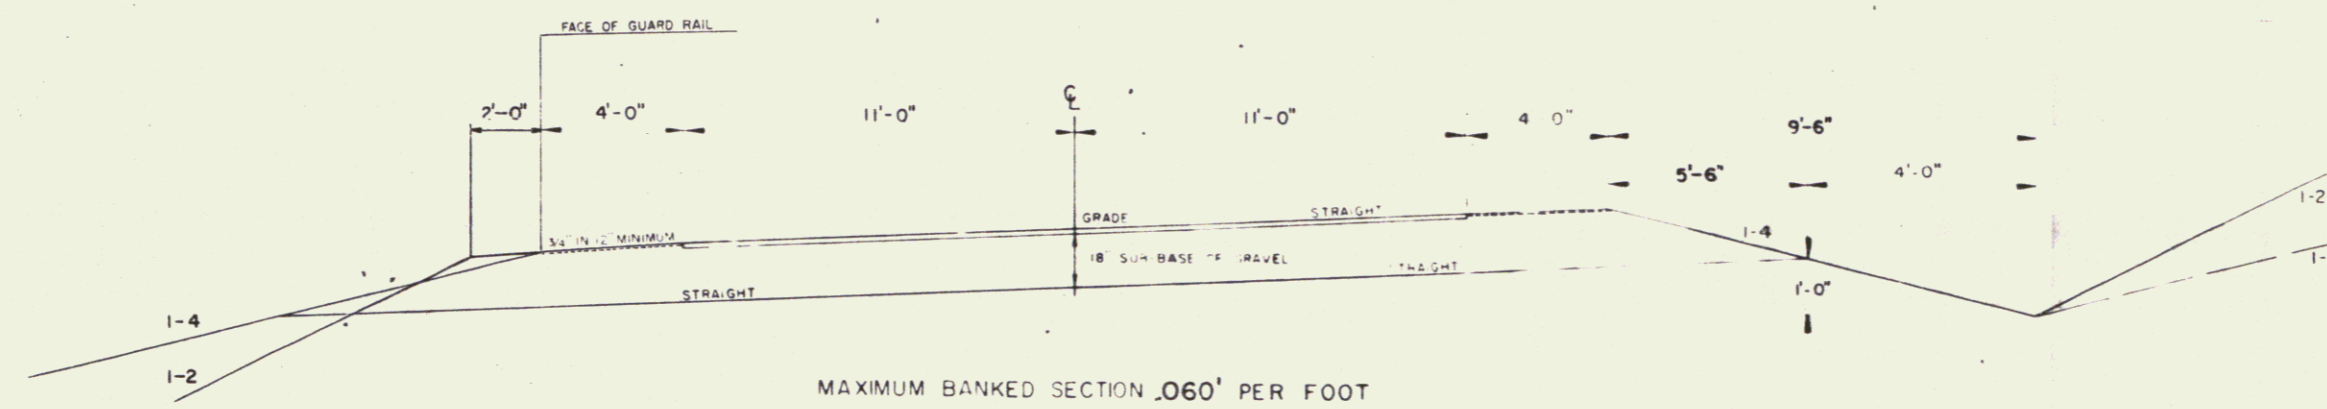 FACE OF GUARD RAIL
℄
2'-0" 4'-0" 11'-0" 11'-0" 4 0" 9'-6"
5'-6" 4'-0"
GRADE STRAIGHT
3/4" IN 12" MINIMUM
1-4
1-2
18" SUB-BASE GRAVEL
STRAIGHT
STRAIGHT
1'-0"
1-4
1-2
MAXIMUM BANKED SECTION .060' PER FOOT